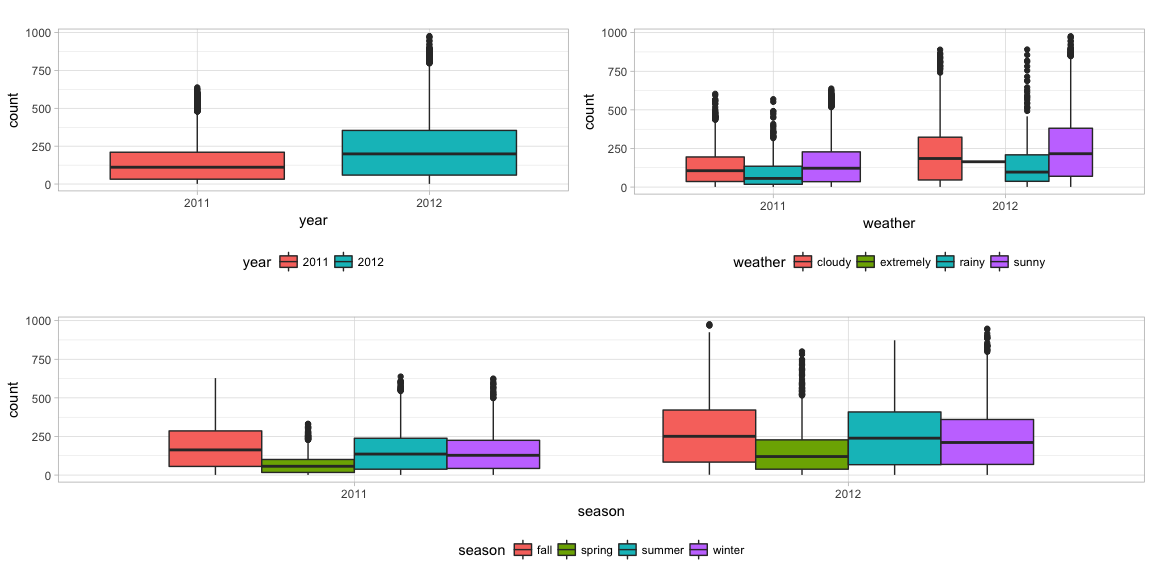 1000
750
500
250
0
count
2011 2012
year
year 2011 2012
1000
750
500
250
0
count
2011 2012
weather
weather cloudy extremely rainy sunny
1000
750
500
250
0
count
2011 2012
season
season fall spring summer winter